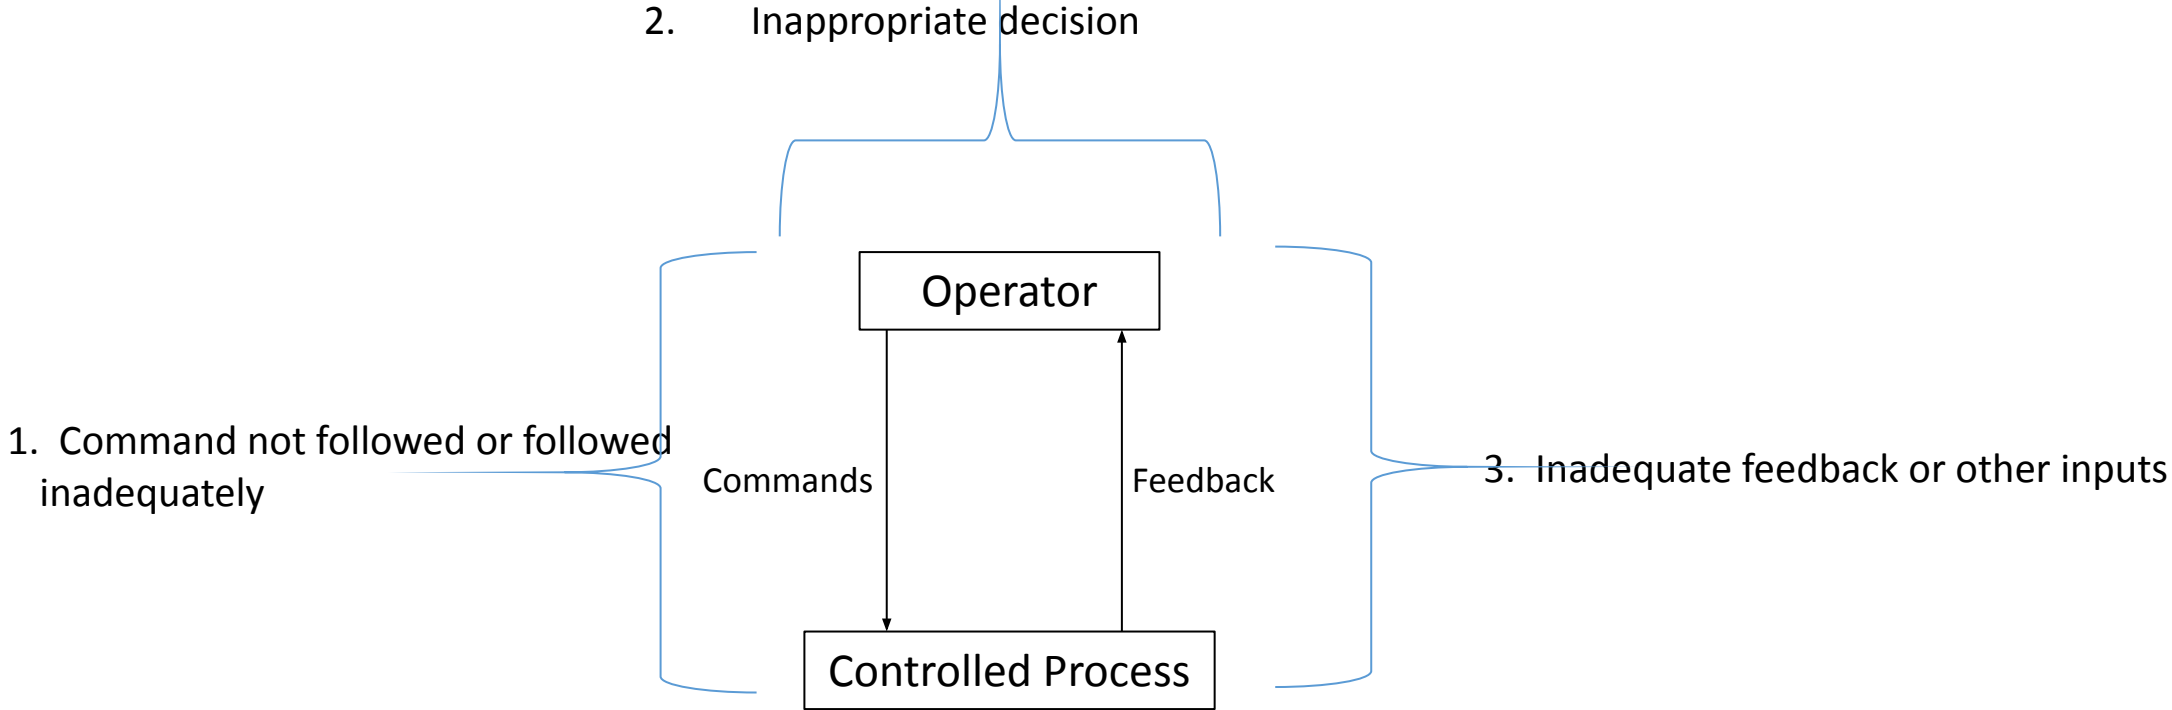 2. Inappropriate decision
Operator
1. Command not followed or followed
inadequately
Commands
Feedback
3. Inadequate feedback or other inputs
Controlled Process